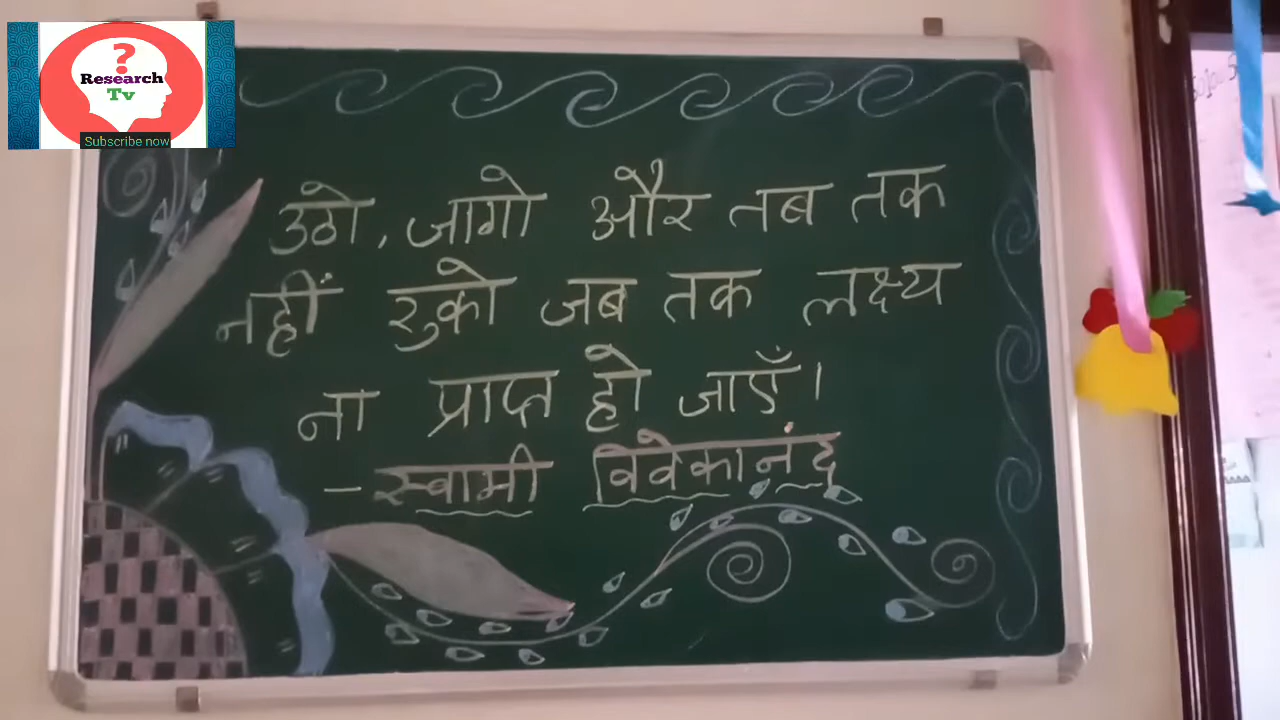 Research
Tv
Subscribe now
उठो, जागो और तब तक
नहीं रुको जब तक लक्ष्य
ना प्राप्त हो जाएँ।
- स्वामी विवेकानंद